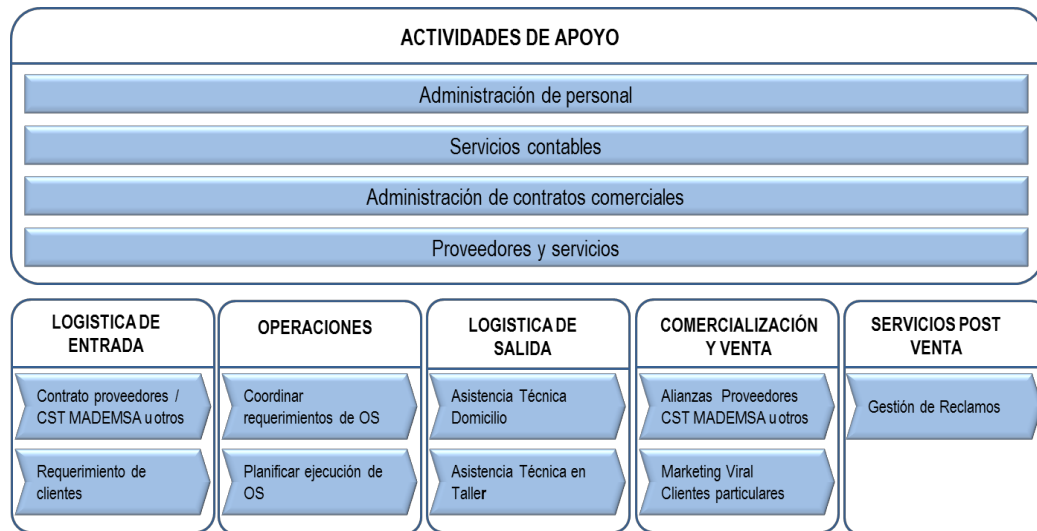 ACTIVIDADES DE APOYO
Administración de personal
Servicios contables
Administración de contratos comerciales
Proveedores y servicios
LOGISTICA DE
ENTRADA
Contrato proveedores /
CST MADEMSA u otros
Requerimiento de
clientes
OPERACIONES
Coordinar
requerimientos de OS
Planificar ejecución de
OS
LOGISTICA DE
SALIDA
Asistencia Técnica
Domicilio
Asistencia Técnica en
Taller
COMERCIALIZACIÓN
Y VENTA
Alianzas Proveedores
CST MADEMSA u otros
Marketing Viral
Clientes particulares
SERVICIOS POST
VENTA
Gestión de Reclamos